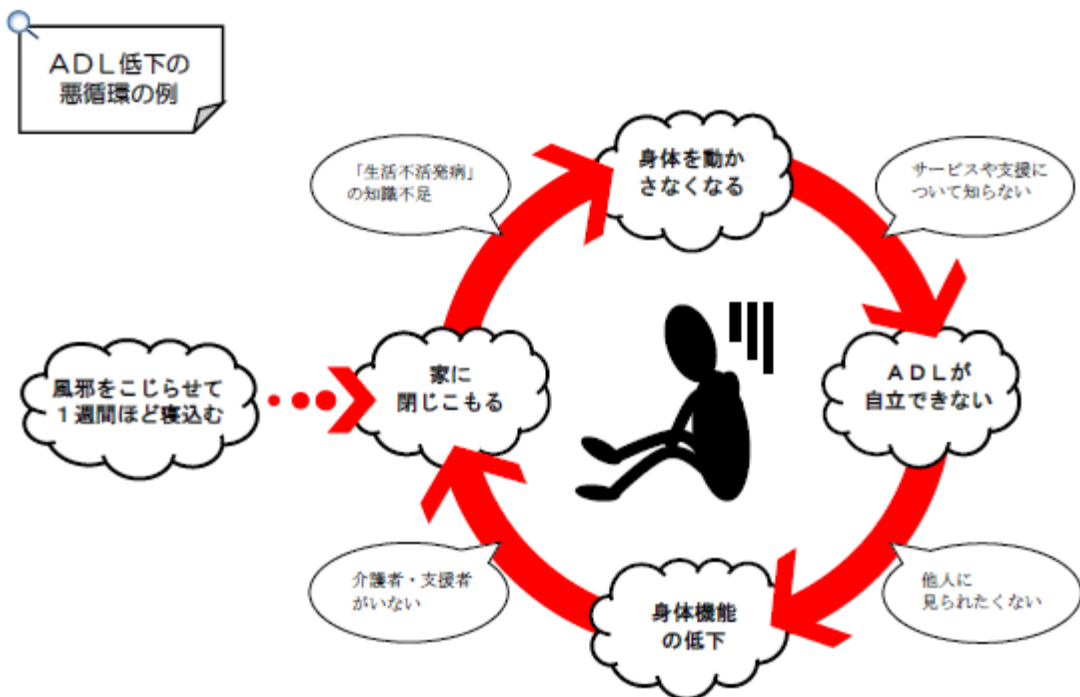 ＡＤＬ低下の
悪循環の例
身体を動か
さなくなる
「生活不活発病」
の知識不足
サービスや支援に
ついて知らない
風邪をこじらせて
１週間ほど寝込む
家に
閉じこもる
ＡＤＬが
自立できない
介護者・支援者
がいない
身体機能
の低下
他人に
見られたくない